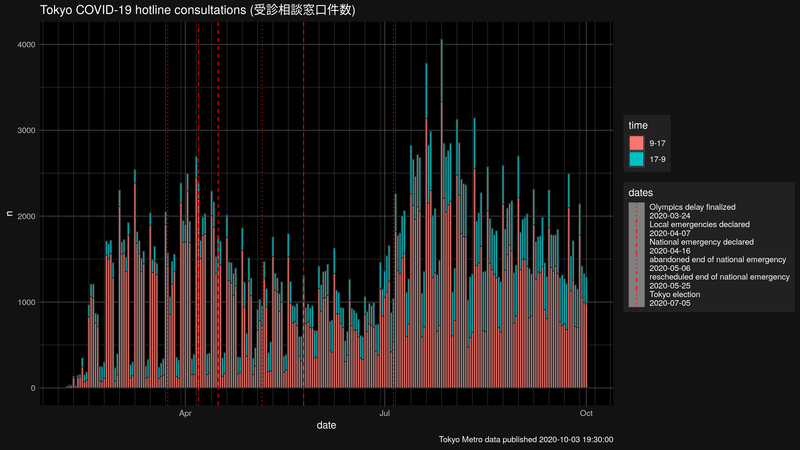 Tokyo COVID-19 hotline consultations (受診相談窓口件数)
4000
3000
2000
1000
0
n
Apr
Jul
Oct
date
time
9-17
17-9
dates
Olympics delay finalized
2020-03-24
Local emergencies declared
2020-04-07
National emergency declared
2020-04-16
abandoned end of national emergency
2020-05-06
rescheduled end of national emergency
2020-05-25
Tokyo election
2020-07-05
Tokyo Metro data published 2020-10-03 19:30:00